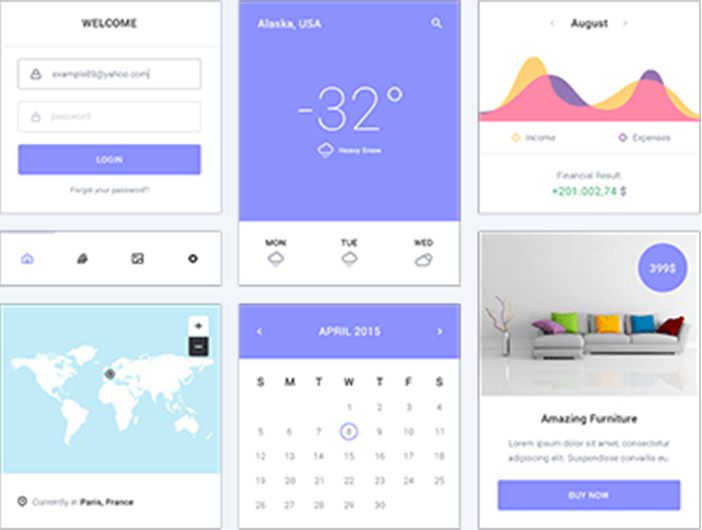 WELCOME
example89@yahoo.com
password
LOGIN
Forgot your password?
Alaska, USA
-32°
Heavy Snow
MON TUE WED
August
Income Expenses
Financial Result
+201.002,74 $
+
Currently in Paris, France
APRIL 2015
S M T W T F S
1 2 3 4
5 6 7 8 9 10 11
12 13 14 15 16 17 18
19 20 21 22 23 24 25
26 27 28 29 30
399$
Amazing Furniture
Lorem ipsum dolor sit amet, consectetur
adipiscing elit. Suspendisse convallis eu.
BUY NOW